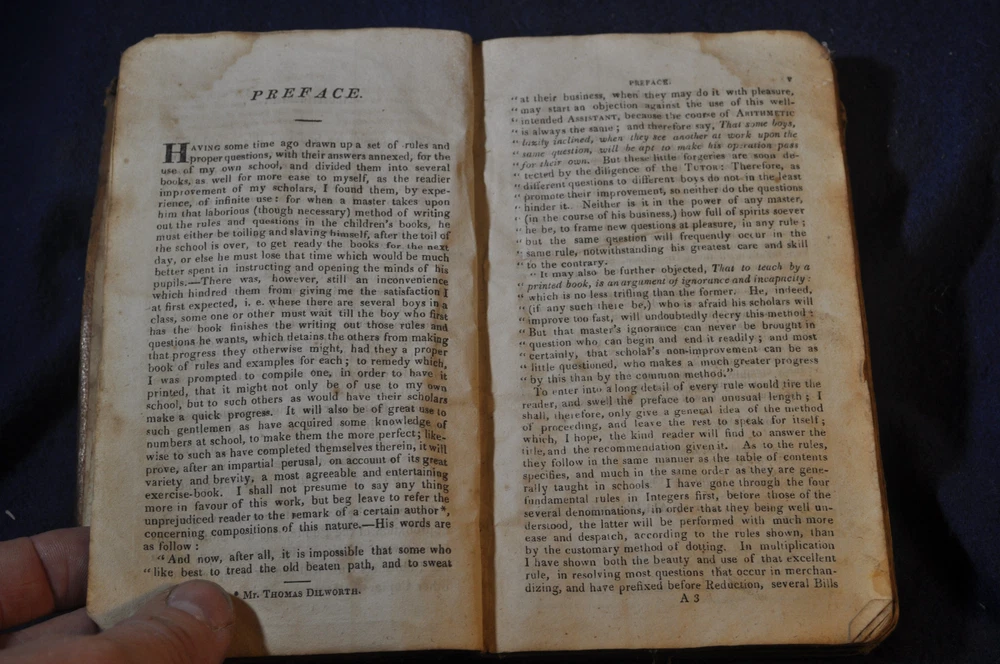 PREFACE.
HAVING some time ago drawn up a set of rules and
proper questions, with their answers annexed, for the
use of my own school, and divided them into several
books, as well for more ease to myself, as the readier
improvement of my scholars, I found them, by expe-
rience, of infinite use: for when a master takes upon
him that laborious (though necessary) method of writing
out the rules and questions in the children's books, he
must either be toiling and slaving himself, after the toil of
the school is over, to get ready the books for the next
day, or else he must lose that time which would be much
better spent in instructing and opening the minds of his
pupils.—There was, however, still an inconvenience
which hindred them from giving me the satisfaction I
at first expected, i. e. where there are several boys in a
class, some one or other must wait till the boy who first
has the book finishes the writing out those rules and
questions he wants, which detains the others from making
that progress they otherwise might, had they a proper
book of rules and examples for each; to remedy which,
I was prompted to compile one, in order to have it
printed, that it might not only be of use to my own
school, but to such others as would have their scholars
make a quick progress. It will also be of great use to
such gentlemen as have acquired some knowledge of
numbers at school, to make them the more perfect; like-
wise to such as have completed themselves therein, it will
prove, after an impartial perusal, on account of its great
variety and brevity, a most agreeable and entertaining
exercise-book. I shall not presume to say any thing
more in favour of this work, but beg leave to refer the
unprejudiced reader to the remark of a certain author*,
concerning compositions of this nature.—His words are
as follow:
"And now, after all, it is impossible that some who
"like best to tread the old beaten path, and to sweat
* Mr. THOMAS DILWORTH.
PREFACE. v
"at their business, when they may do it with pleasure,
"may start an objection against the use of this well-
"intended ASSISTANT, because the course of ARITHMETIC
"is always the same; and therefore say, That some boys,
"lazily inclined, when they see another at work upon the
"same question, will be apt to make his operation pass
"for their own. But these little forgeries are soon de-
"tected by the diligence of the TUTOR: Therefore, as
"different questions to different boys do not in the least
"promote their improvement, so neither do the questions
"hinder it. Neither is it in the power of any master,
"(in the course of his business,) how full of spirits soever
"he be, to frame new questions at pleasure, in any rule;
"but the same question will frequently occur in the
"same rule, notwithstanding his greatest care and skill
"to the contrary.
"It may also be further objected, That to teach by a
"printed book, is an argument of ignorance and incapacity:
"which is no less trifling than the former. He, indeed,
"(if any such there be,) who is afraid his scholars will
"improve too fast, will undoubtedly decry this method:
"But that master's ignorance can never be brought in
"question who can begin and end it readily; and most
"certainly, that scholar's non-improvement can be as
"little questioned, who makes a much greater progress
"by this than by the common method."
To enter into a long detail of every rule would tire the
reader, and swell the preface to an unusual length; I
shall, therefore, only give a general idea of the method
of proceeding, and leave the rest to speak for itself;
which, I hope, the kind reader will find to answer the
title, and the recommendation given it. As to the rules,
they follow in the same manner as the table of contents
specifies, and much in the same order as they are gene-
rally taught in schools. I have gone through the four
fundamental rules in Integers first, before those of the
several denominations, in order that they being well un-
derstood, the latter will be performed with much more
ease and despatch, according to the rules shown, than
by the customary method of dotting. In multiplication
I have shown both the beauty and use of that excellent
rule, in resolving most questions that occur in merchan-
dizing, and have prefixed before Reduction, several Bills
A 3